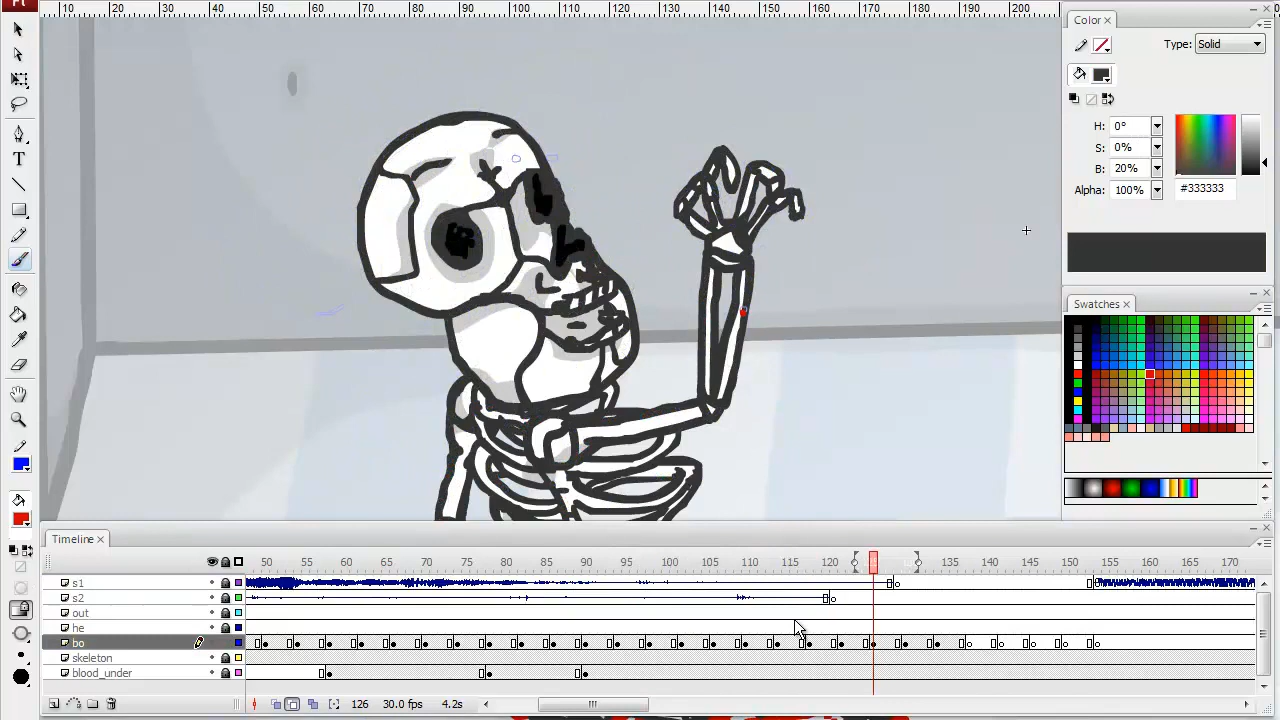 Fl
10 20 30 40 50 60 70 80 90 100 110 120 130 140 150 160 170 180 190 200
Color
Type: Solid
H: 0°
S: 0%
B: 20%
Alpha: 100%
#333333
Swatches
T
Timeline
50 55 60 65 70 75 80 85 90 95 100 105 110 115 120 130 135 140 145 150 155 160 165 170
s1
s2
out
he
bo
skeleton
blood_under
126 30.0 fps 4.2s